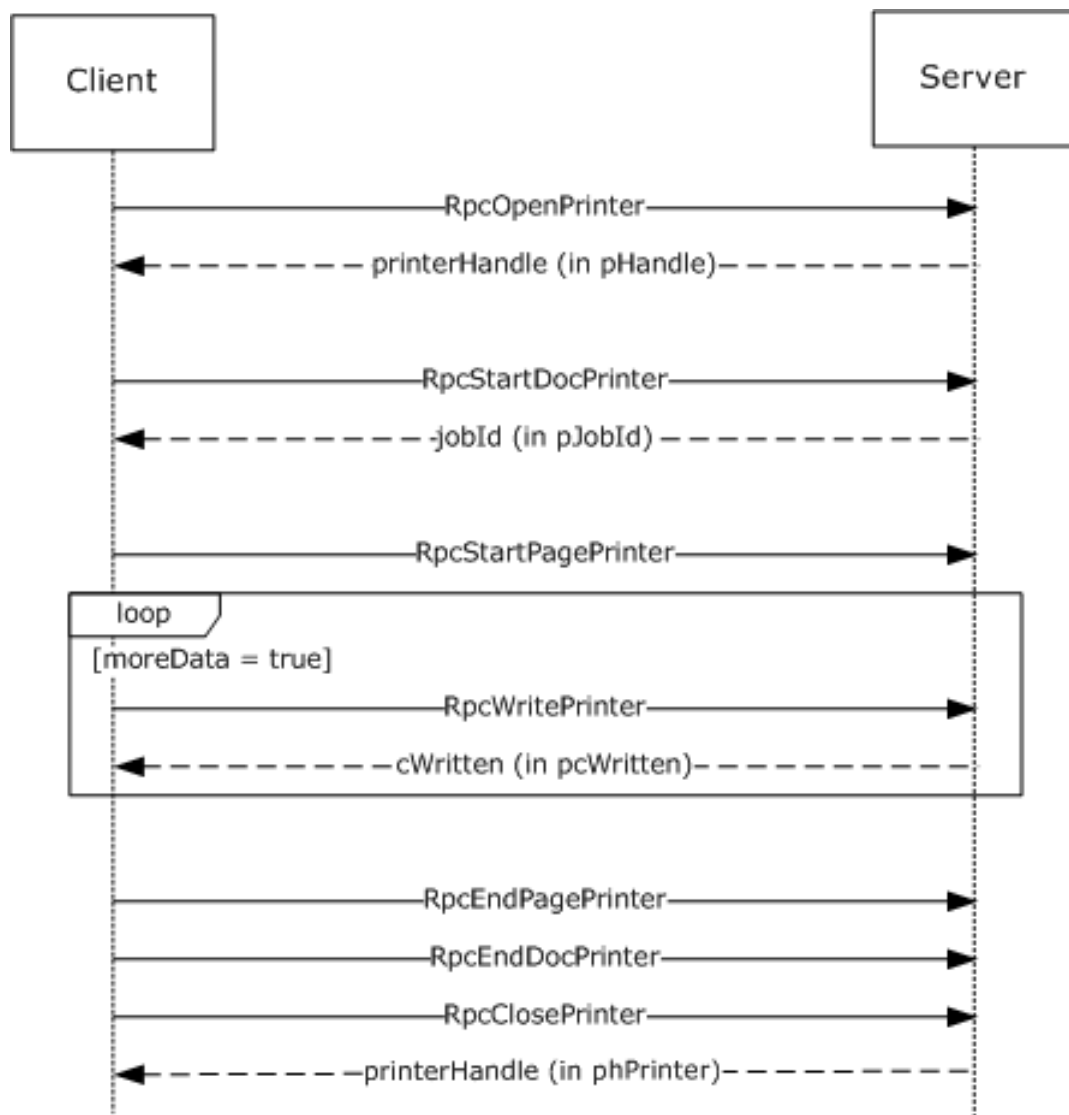 Client
Server
RpcOpenPrinter
printerHandle (in pHandle)
RpcStartDocPrinter
jobId (in pJobId)
RpcStartPagePrinter
loop
[moreData = true]
RpcWritePrinter
cWritten (in pcWritten)
RpcEndPagePrinter
RpcEndDocPrinter
RpcClosePrinter
printerHandle (in phPrinter)